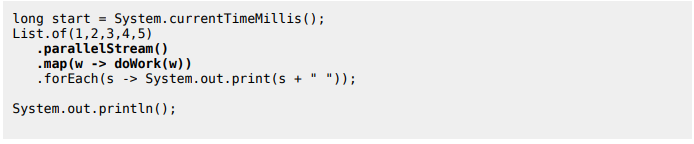 long start = System.currentTimeMillis();
List.of(1,2,3,4,5)
   .parallelStream()
   .map(w -> doWork(w))
   .forEach(s -> System.out.print(s + " "));

System.out.println();